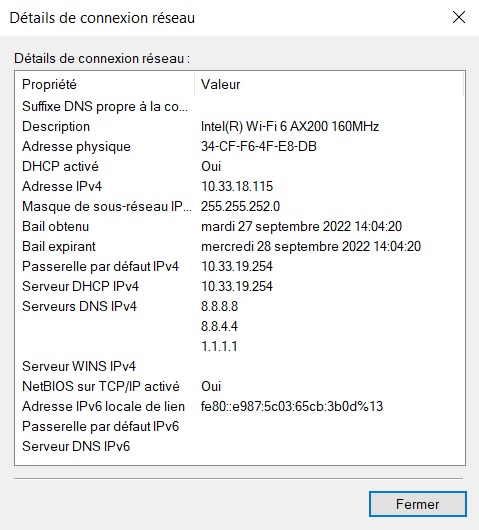 Détails de connexion réseau
Détails de connexion réseau :
Propriété Valeur
Suffixe DNS propre à la co...
Description Intel(R) Wi-Fi 6 AX200 160MHz
Adresse physique 34-CF-F6-4F-E8-DB
DHCP activé Oui
Adresse IPv4 10.33.18.115
Masque de sous-réseau IP... 255.255.252.0
Bail obtenu mardi 27 septembre 2022 14:04:20
Bail expirant mercredi 28 septembre 2022 14:04:20
Passerelle par défaut IPv4 10.33.19.254
Serveur DHCP IPv4 10.33.19.254
Serveurs DNS IPv4 8.8.8.8
8.8.4.4
1.1.1.1
Serveur WINS IPv4
NetBIOS sur TCP/IP activé Oui
Adresse IPv6 locale de lien fe80::e987:5c03:65cb:3b0d%13
Passerelle par défaut IPv6
Serveur DNS IPv6
Fermer